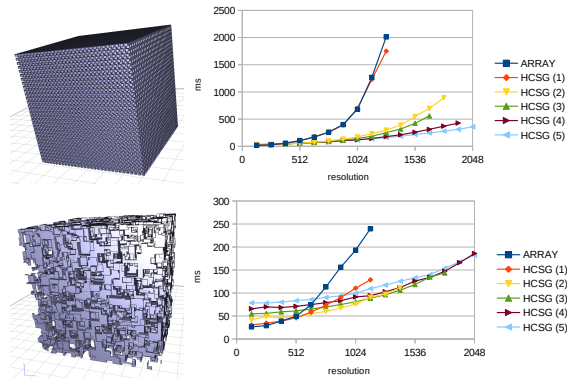 2500
2000
1500
1000
500
0
ms
0 512 1024 1536 2048
resolution
ARRAY
HCSG (1)
HCSG (2)
HCSG (3)
HCSG (4)
HCSG (5)
300
250
200
150
100
50
0
ms
0 512 1024 1536 2048
resolution
ARRAY
HCSG (1)
HCSG (2)
HCSG (3)
HCSG (4)
HCSG (5)